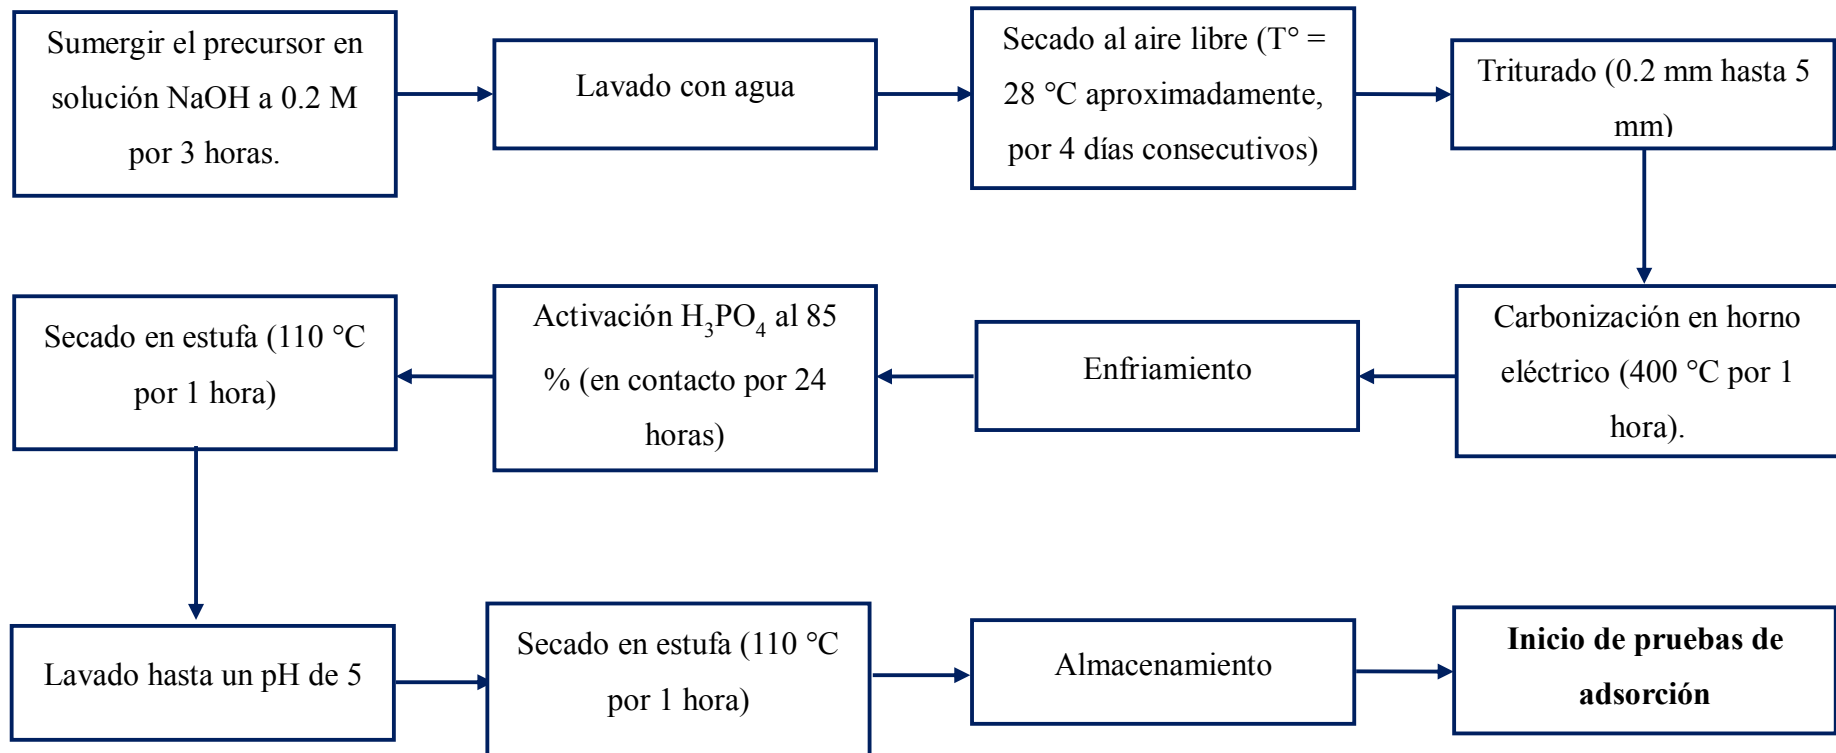 Sumergir el precursor en
solución NaOH a 0.2 M
por 3 horas.
Lavado con agua
Secado al aire libre (T° =
28 °C aproximadamente,
por 4 días consecutivos)
Triturado (0.2 mm hasta 5
mm)
Carbonización en horno
eléctrico (400 °C por 1
hora).
Enfriamiento
Activación H₃PO₄ al 85
% (en contacto por 24
horas)
Secado en estufa (110 °C
por 1 hora)
Lavado hasta un pH de 5
Secado en estufa (110 °C
por 1 hora)
Almacenamiento
Inicio de pruebas de
adsorción